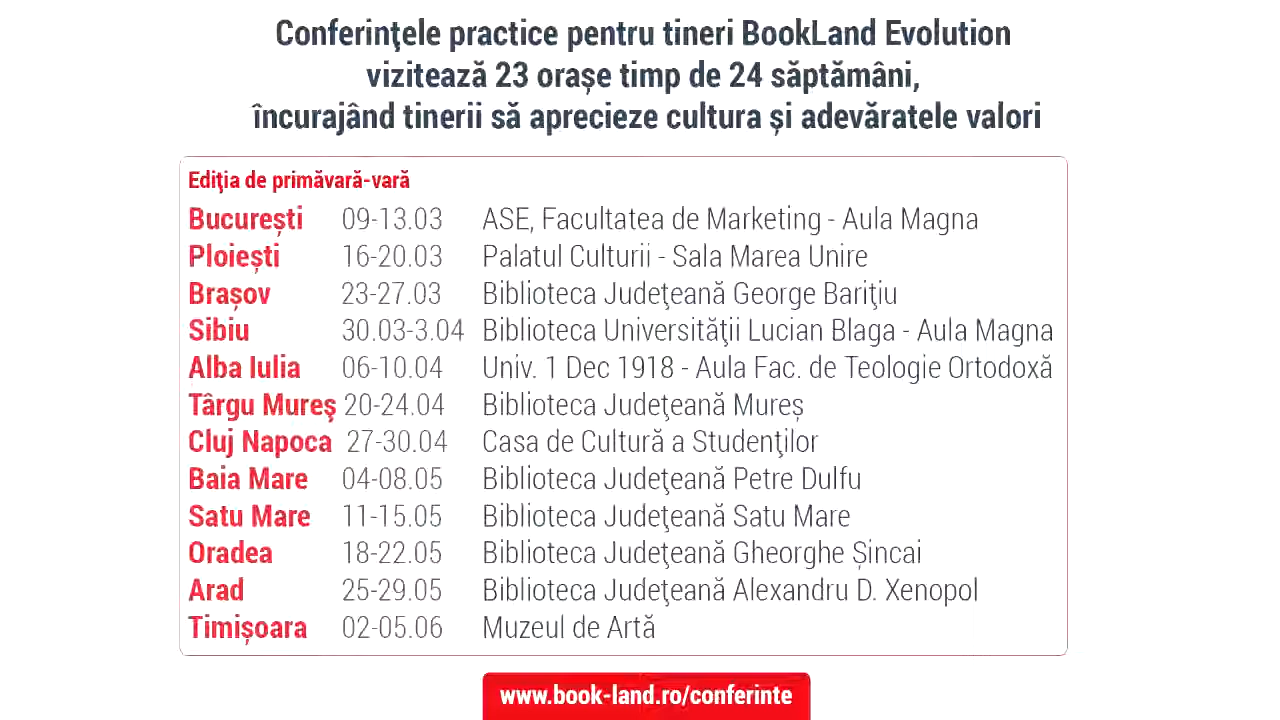 Conferinţele practice pentru tineri BookLand Evolution
vizitează 23 orașe timp de 24 săptămâni,
încurajând tinerii să aprecieze cultura și adevăratele valori
Ediţia de primăvară-vară
București 09-13.03 ASE, Facultatea de Marketing - Aula Magna
Ploiești 16-20.03 Palatul Culturii - Sala Marea Unire
Brașov 23-27.03 Biblioteca Judeţeană George Bariţiu
Sibiu 30.03-3.04 Biblioteca Universităţii Lucian Blaga - Aula Magna
Alba Iulia 06-10.04 Univ. 1 Dec 1918 - Aula Fac. de Teologie Ortodoxă
Târgu Mureş 20-24.04 Biblioteca Judeţeană Mureș
Cluj Napoca 27-30.04 Casa de Cultură a Studenţilor
Baia Mare 04-08.05 Biblioteca Judeţeană Petre Dulfu
Satu Mare 11-15.05 Biblioteca Judeţeană Satu Mare
Oradea 18-22.05 Biblioteca Judeţeană Gheorghe Șincai
Arad 25-29.05 Biblioteca Judeţeană Alexandru D. Xenopol
Timișoara 02-05.06 Muzeul de Artă
www.book-land.ro/conferinte